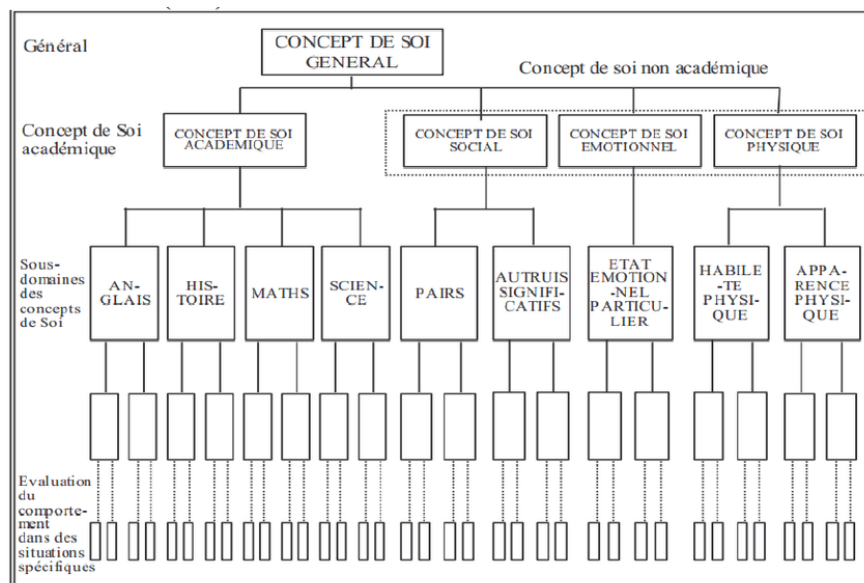 Général
CONCEPT DE SOI
GENERAL
Concept de soi non académique
Concept de Soi
académique
CONCEPT DE SOI
ACADEMIQUE
CONCEPT DE SOI
SOCIAL
CONCEPT DE SOI
EMOTIONNEL
CONCEPT DE SOI
PHYSIQUE
Sous-
domaines
des
concepts
de Soi
AN-
GLAIS
HIS-
TOIRE
MATHS
SCIEN-
CE
PAIRS
AUTRUIS
SIGNIFI-
CATIFS
ETAT
EMOTION-
NEL
PARTICU-
LIER
HABILE-
-TE
PHYSI-
QUE
APPA-
RENCE
PHYSI-
QUE
Evaluation
du
comporte-
ment
dans des
situations
spécifiques